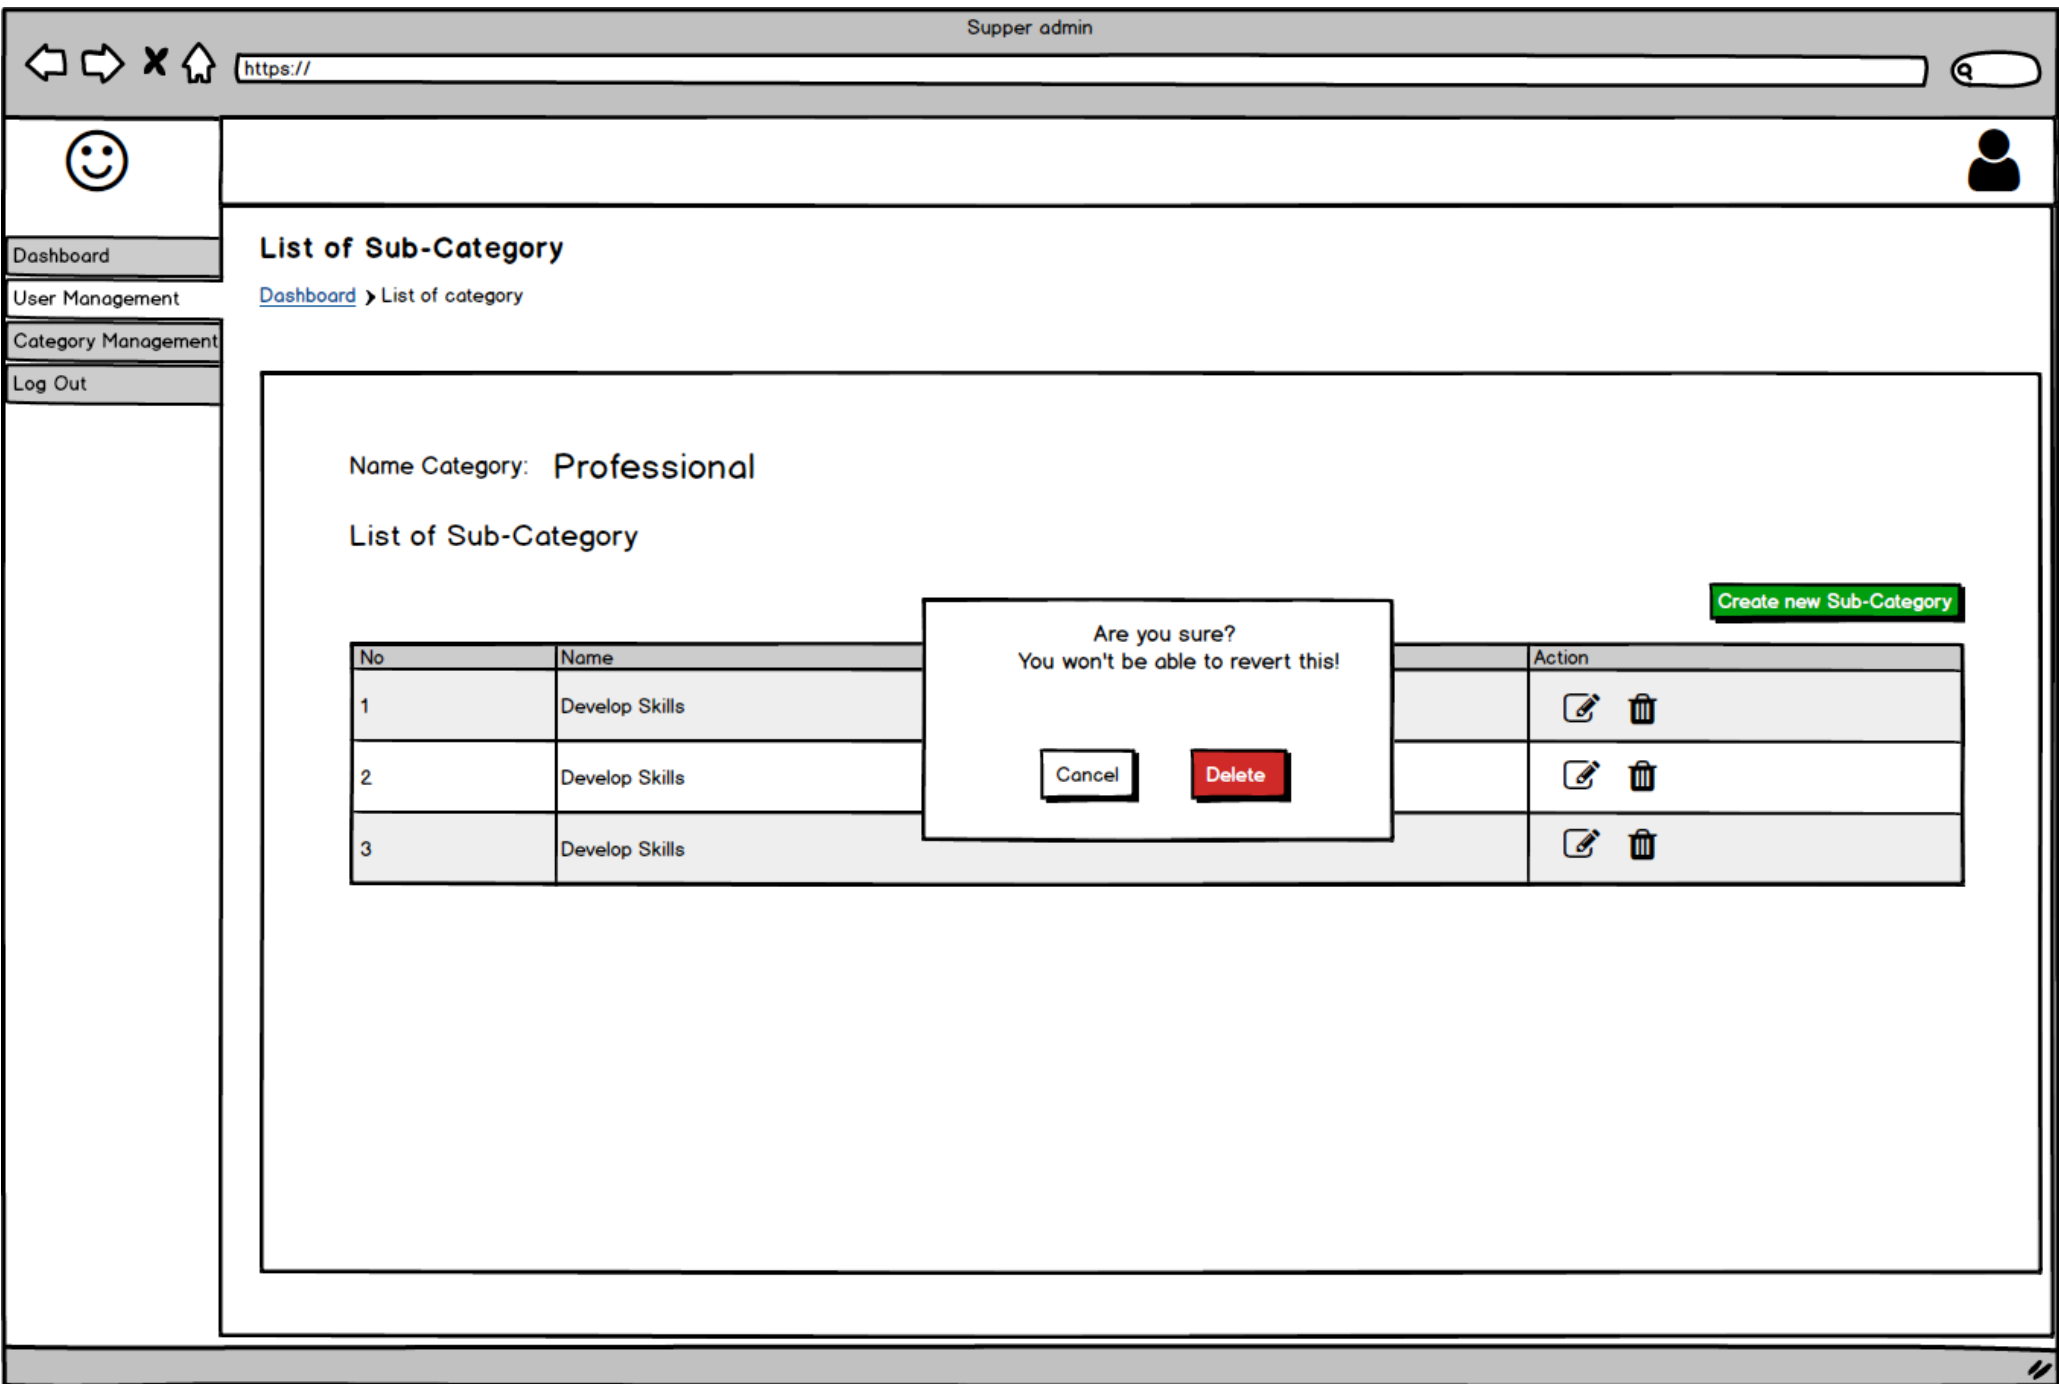 Supper admin
https://
Dashboard
User Management
Category Management
Log Out
List of Sub-Category
Dashboard > List of category
Name Category: Professional
List of Sub-Category
Create new Sub-Category
No Name Action
1 Develop Skills
2 Develop Skills
3 Develop Skills
Are you sure?
You won't be able to revert this!
Cancel Delete